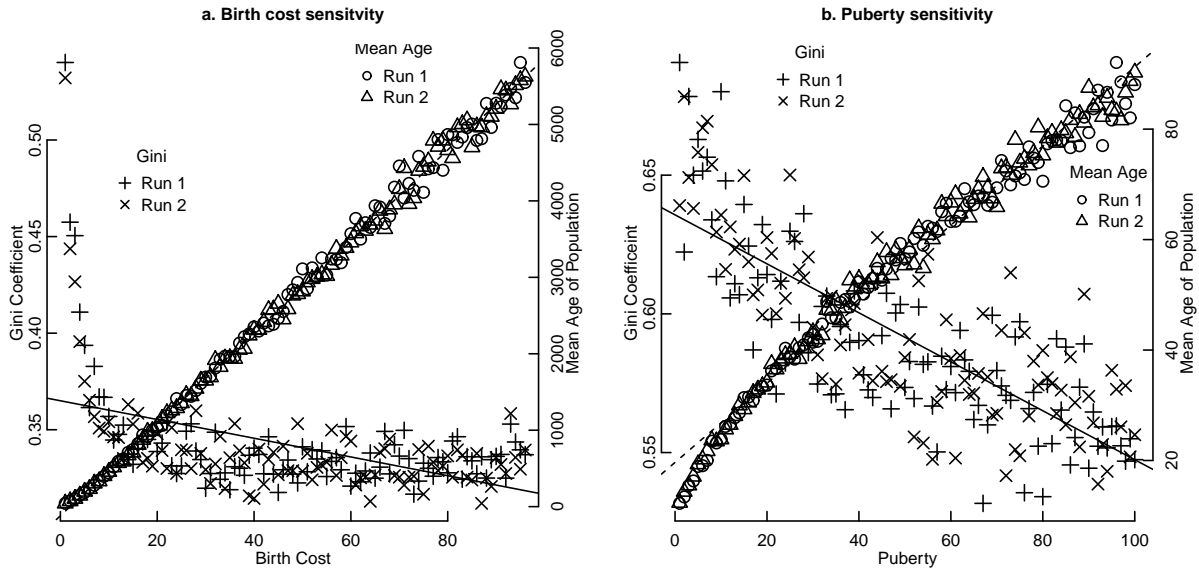 a. Birth cost sensitvity
Mean Age
Run 1
Run 2
Gini
Run 1
Run 2
Gini Coefficient
0.35
0.40
0.45
0.50
Mean Age of Population
0
1000
2000
3000
4000
5000
6000
0
20
40
60
80
Birth Cost
b. Puberty sensitivity
Gini
Run 1
Run 2
Mean Age
Run 1
Run 2
Gini Coefficeint
0.55
0.60
0.65
Mean Age of Population
20
40
60
80
0
20
40
60
80
100
Puberty